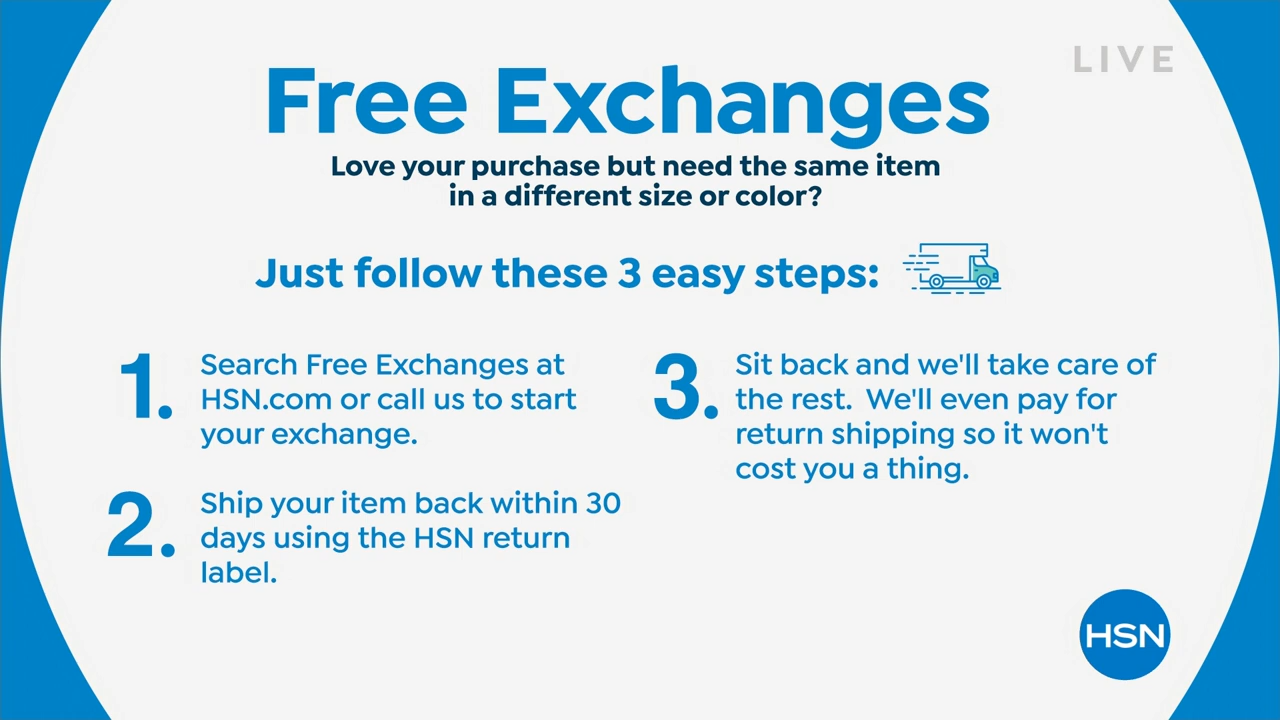 LIVE
Free Exchanges
Love your purchase but need the same item
in a different size or color?
Just follow these 3 easy steps:
1. Search Free Exchanges at
HSN.com or call us to start
your exchange.
2. Ship your item back within 30
days using the HSN return
label.
3. Sit back and we'll take care of
the rest.  We'll even pay for
return shipping so it won't
cost you a thing.
HSN